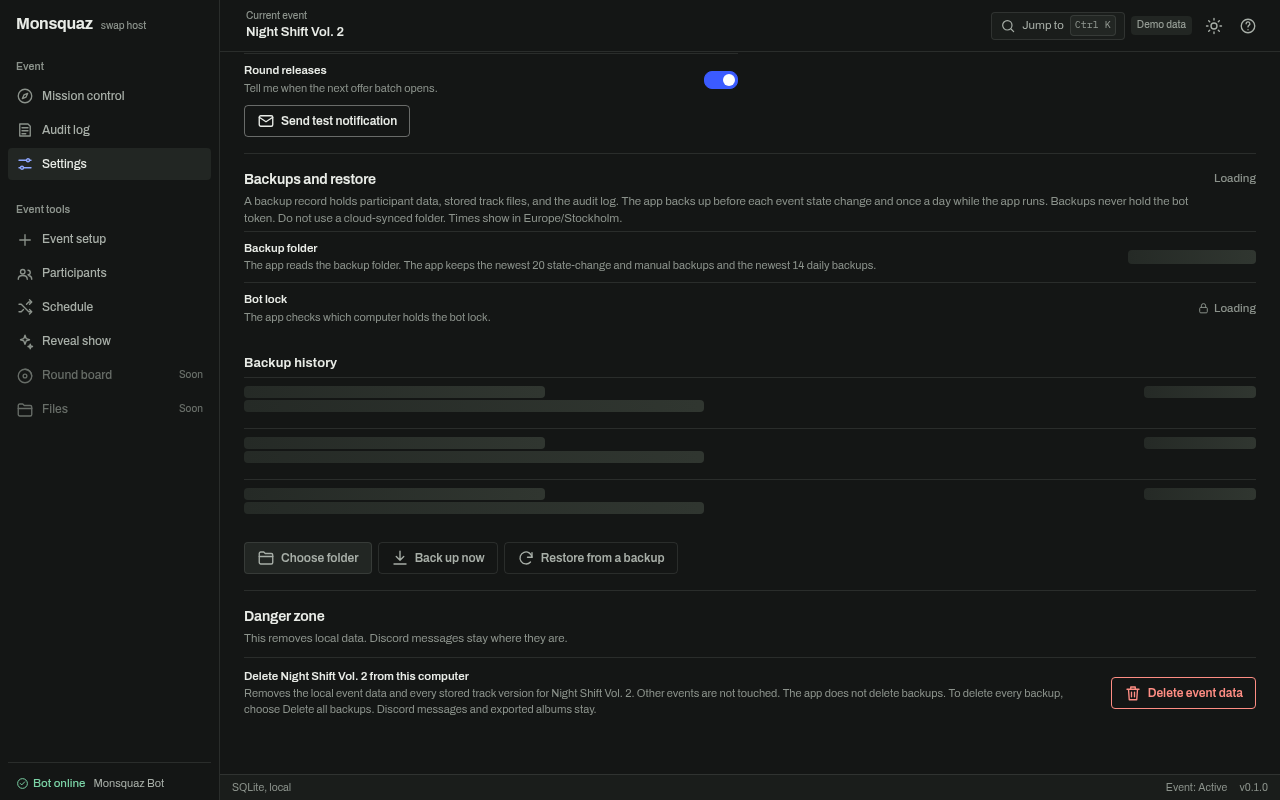 Monsquaz swap host
Event
Mission control
Audit log
Settings
Event tools
Event setup
Participants
Schedule
Reveal show
Round board Soon
Files Soon
Bot online Monsquaz Bot
Current event
Night Shift Vol. 2
Jump to Ctrl K
Demo data
Round releases
Tell me when the next offer batch opens.
Send test notification
Backups and restore
Loading
A backup record holds participant data, stored track files, and the audit log. The app backs up before each event state change and once a day while the app runs. Backups never hold the bot
token. Do not use a cloud-synced folder. Times show in Europe/Stockholm.
Backup folder
The app reads the backup folder. The app keeps the newest 20 state-change and manual backups and the newest 14 daily backups.
Bot lock
The app checks which computer holds the bot lock.
Loading
Backup history
Choose folder
Back up now
Restore from a backup
Danger zone
This removes local data. Discord messages stay where they are.
Delete Night Shift Vol. 2 from this computer
Removes the local event data and every stored track version for Night Shift Vol. 2. Other events are not touched. The app does not delete backups. To delete every backup,
choose Delete all backups. Discord messages and exported albums stay.
Delete event data
SQLite, local
Event: Active v0.1.0